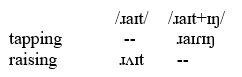 /ɹaɪt/ /ɹaɪt+ɪŋ/
tapping -- ɹaɪɾɪŋ
raising ɹʌɪt --